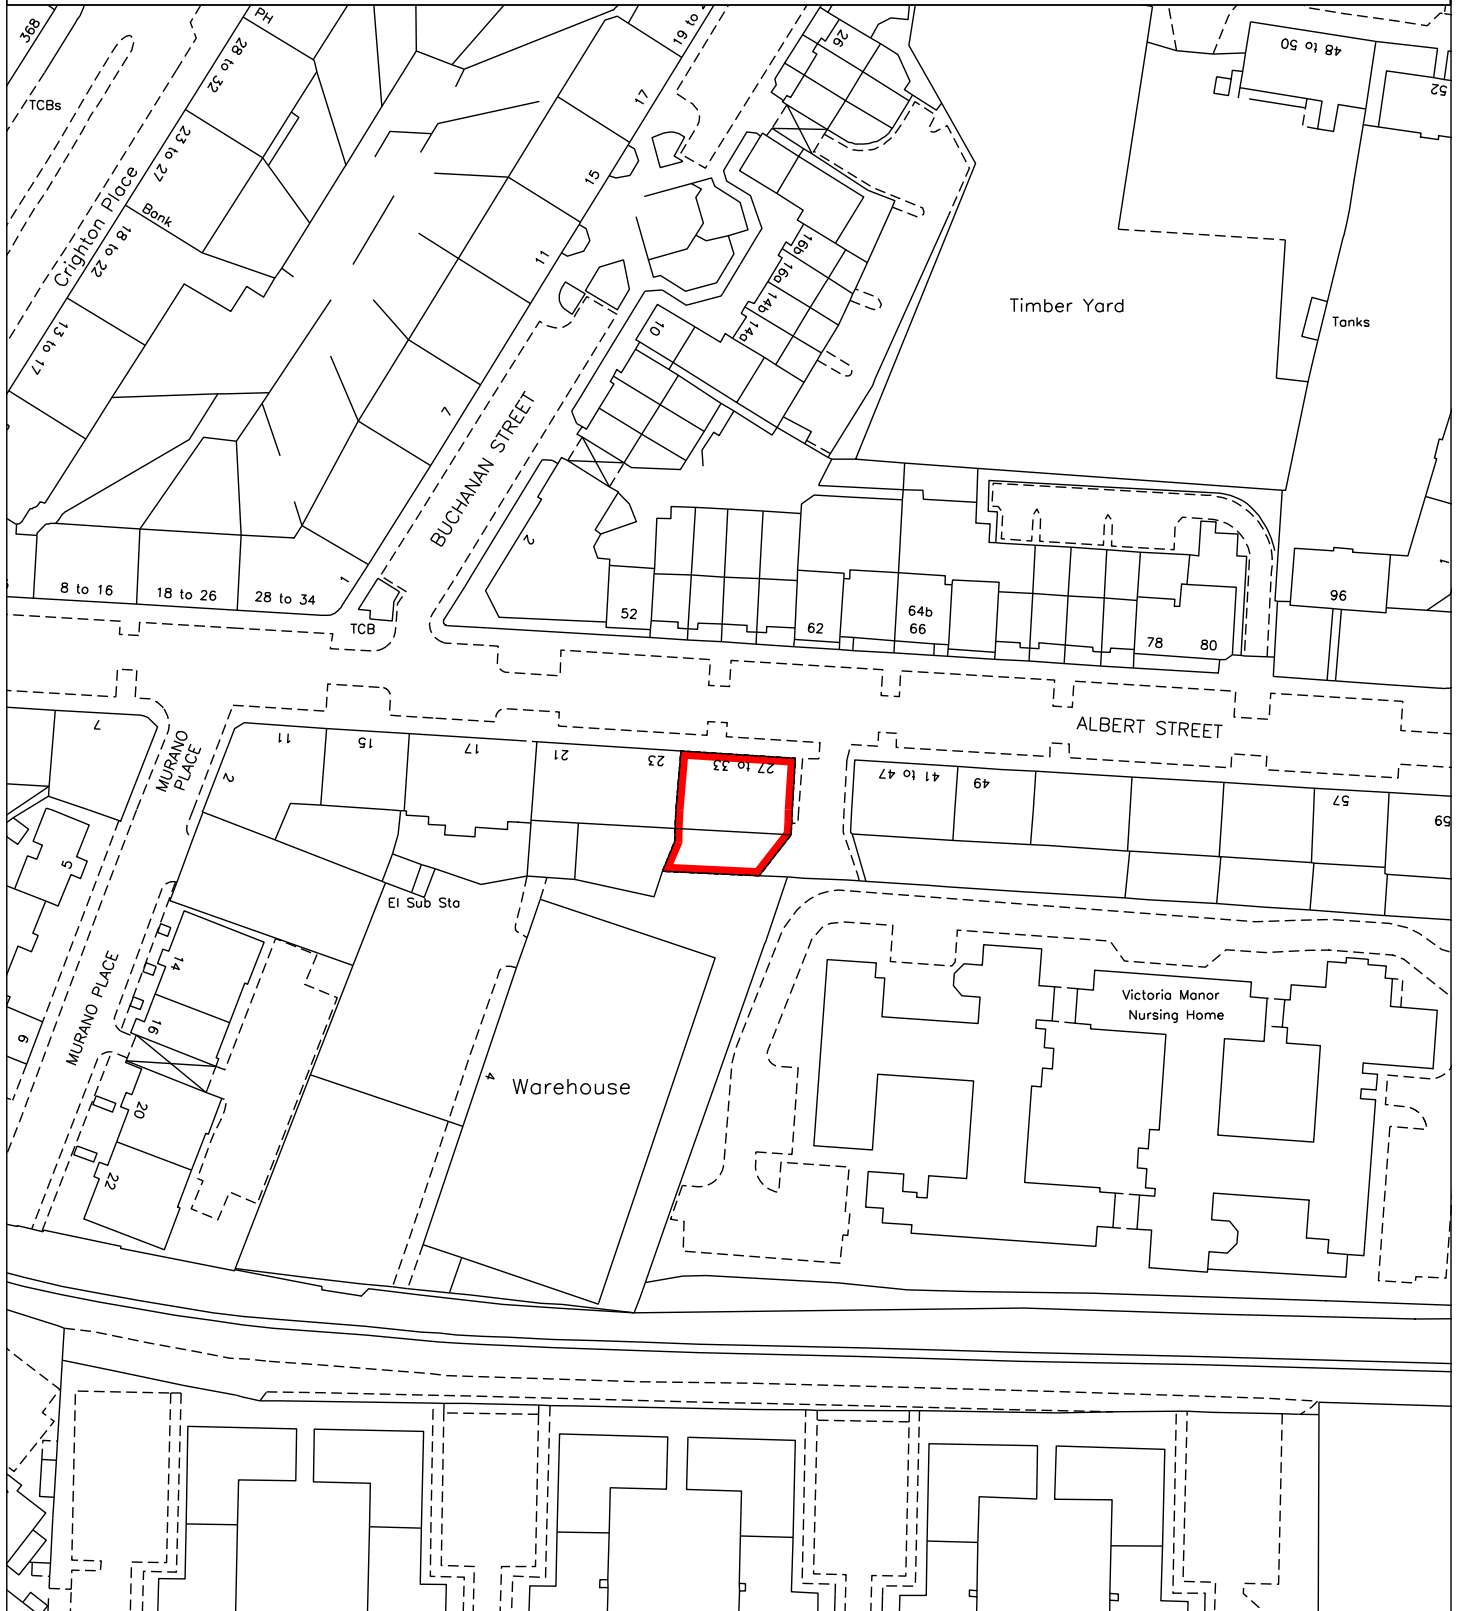 368
PH
28 to 32
19 to
26
48 to 50
52
TCBs
17
23 to 27
15
Crighton Place
Bank
18 to 22
11
16b
16a
14b
14a
10
Timber Yard
Tanks
13 to 17
7
BUCHANAN STREET
2
1
1
8 to 16
18 to 26
28 to 34
TCB
52
62
64b
66
78
80
96
ALBERT STREET
7
MURANO
PLACE
2
11
15
17
21
23
27 to 33
41 to 47
49
57
59
5
El Sub Sta
14
16
MURANO PLACE
9
20
22
4
Warehouse
Victoria Manor
Nursing Home